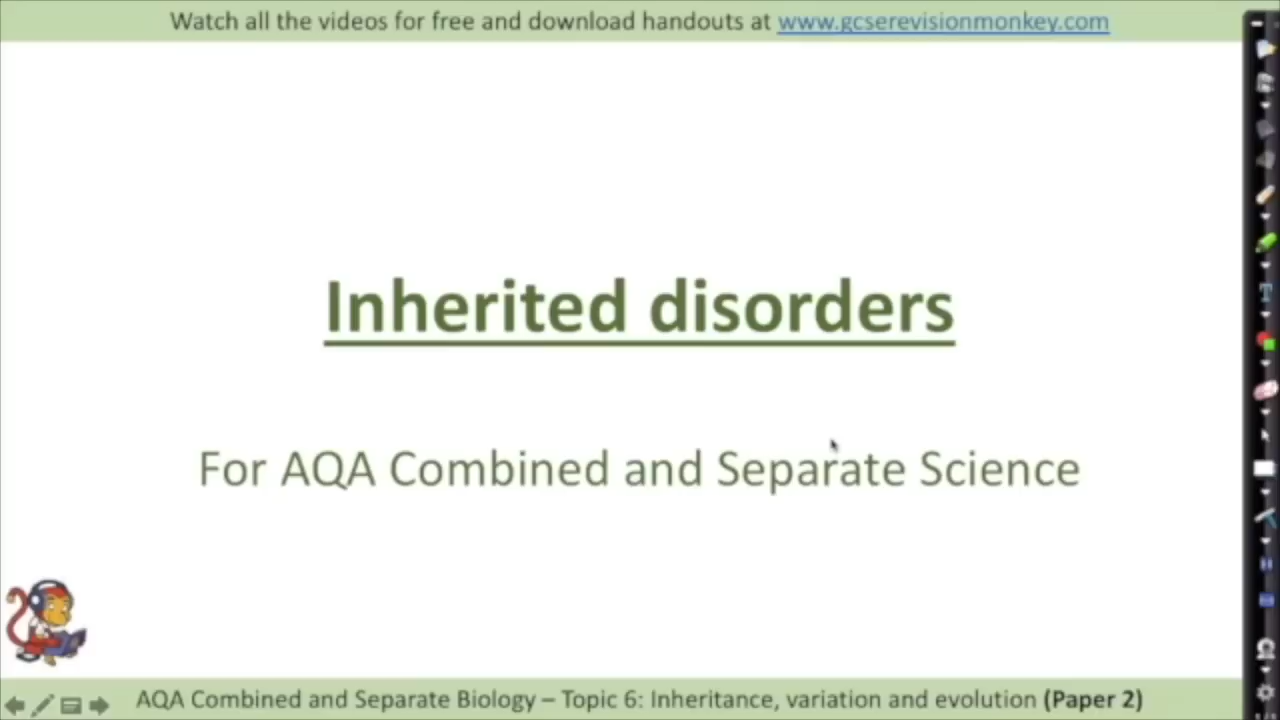 Watch all the videos for free and download handouts at www.gcserevisionmonkey.com
Inherited disorders
For AQA Combined and Separate Science
AQA Combined and Separate Biology – Topic 6: Inheritance, variation and evolution (Paper 2)